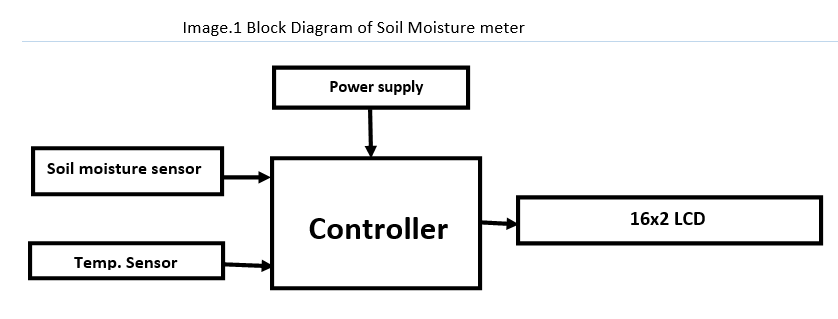 Image.1 Block Diagram of Soil Moisture meter
Power supply
Soil moisture sensor
Controller
16x2 LCD
Temp. Sensor